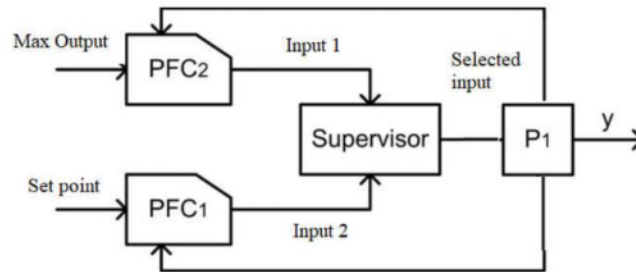 Max Output
PFC2
Input 1
Selected
input
Supervisor
P1
y
Set point
PFC1
Input 2